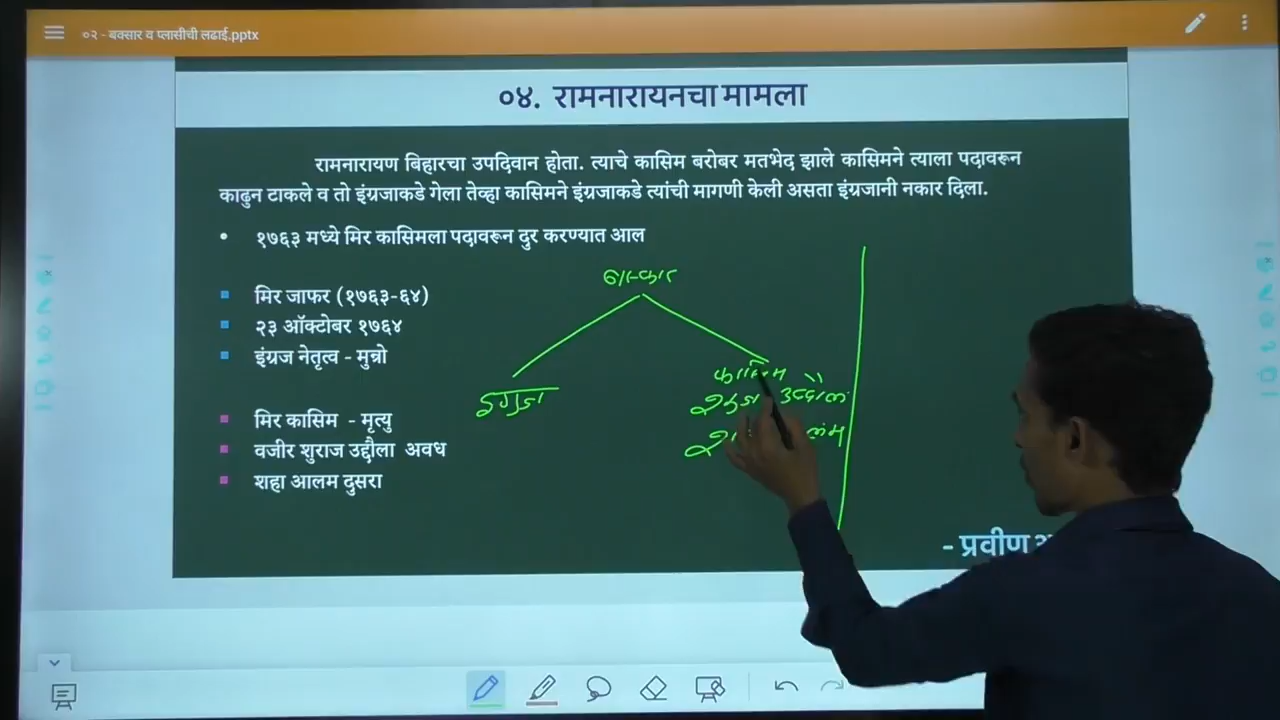 ०२ - बक्सार व प्लासीची लढाई.pptx
०४. रामनारायनचा मामला
रामनारायण बिहारचा उपदिवान होता. त्याचे कासिम बरोबर मतभेद झाले कासिमने त्याला पदावरून
काढुन टाकले व तो इंग्रजाकडे गेला तेव्हा कासिमने इंग्रजाकडे त्यांची मागणी केली असता इंग्रजानी नकार दिला.
• १७६३ मध्ये मिर कासिमला पदावरून दुर करण्यात आल
मिर जाफर (१७६३-६४)
२३ ऑक्टोबर १७६४
इंग्रज नेतृत्व - मुन्रो
मिर कासिम - मृत्यु
वजीर शुराज उद्दौला अवध
शहा आलम दुसरा
कासिम
- प्रवीण